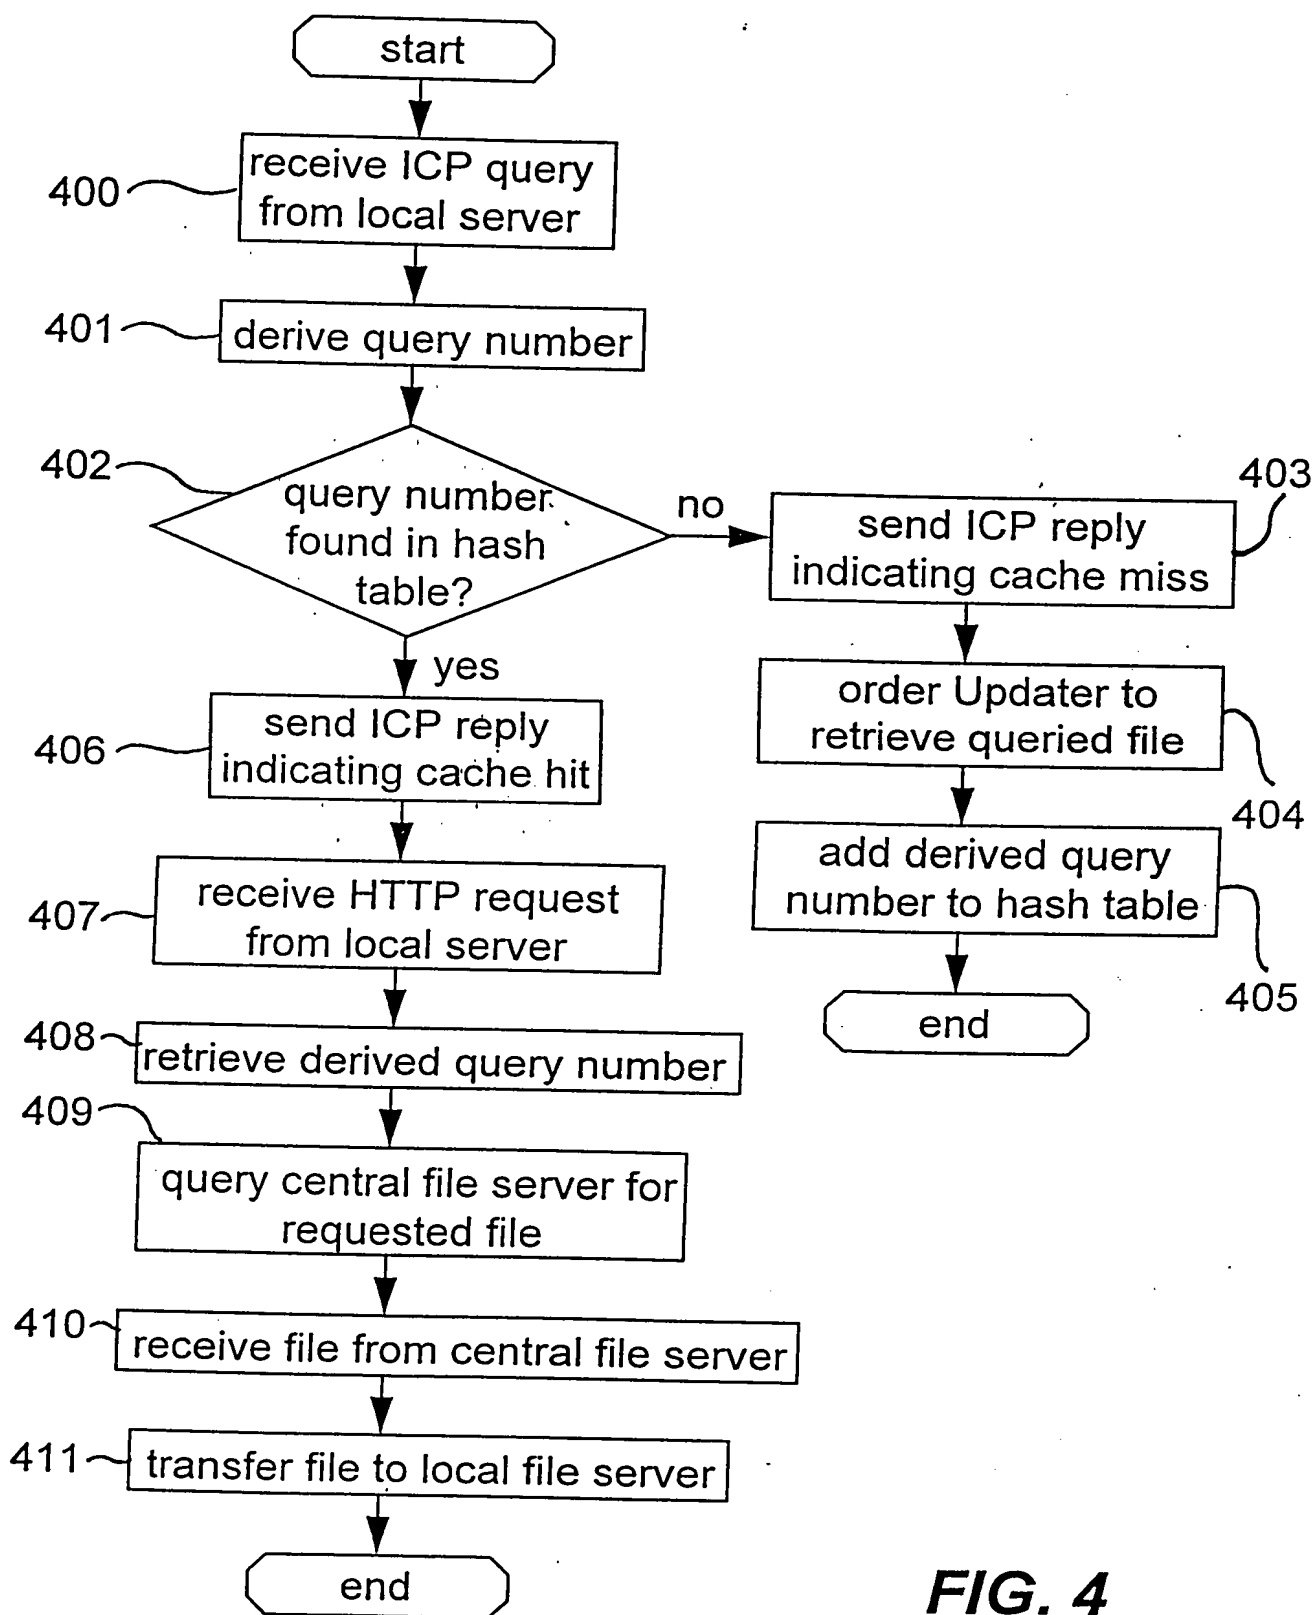 start
400
receive ICP query
from local server
401
derive query number
402
query number
found in hash
table?
no
403
send ICP reply
indicating cache miss
yes
order Updater to
retrieve queried file
404
406
send ICP reply
indicating cache hit
add derived query
number to hash table
405
407
receive HTTP request
from local server
end
408
retrieve derived query number
409
query central file server for
requested file
410
receive file from central file server
411
transfer file to local file server
end
FIG. 4